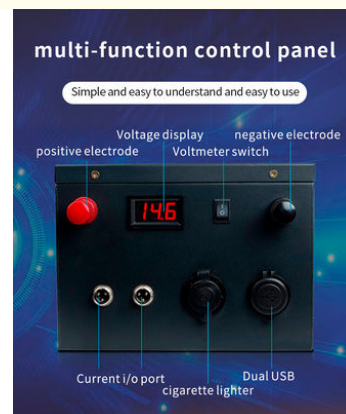 multi-function control panel
Simple and easy to understand and easy to use
Voltage display
negative electrode
positive electrode
Voltmeter switch
14.6
Current i/o port
Dual USB
cigarette lighter